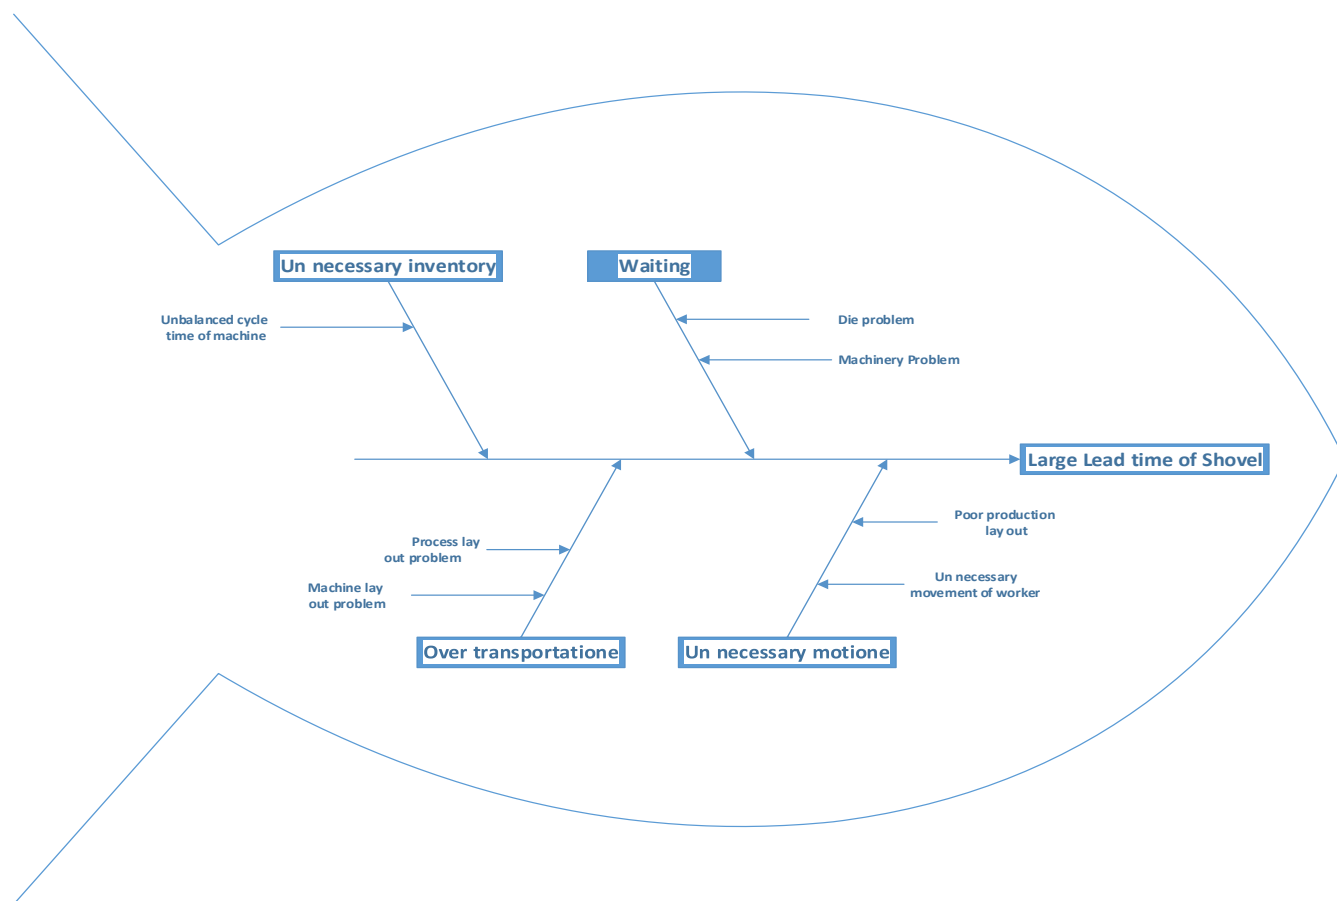 Un necessary inventory
Waiting
Unbalanced cycle
time of machine
Die problem
Machinery Problem
Large Lead time of Shovel
Poor production
lay out
Process lay
out problem
Un necessary
movement of worker
Machine lay
out problem
Over transportatione
Un necessary motione